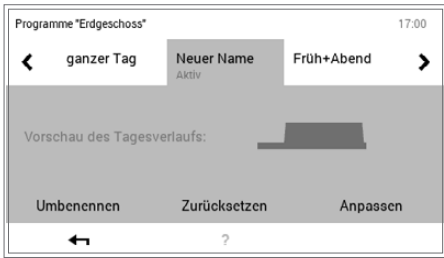 Programme "Erdgeschoss" 17:00
ganzer Tag Neuer Name Früh+Abend
Aktiv
Vorschau des Tagesverlaufs:
Umbenennen Zurücksetzen Anpassen
?